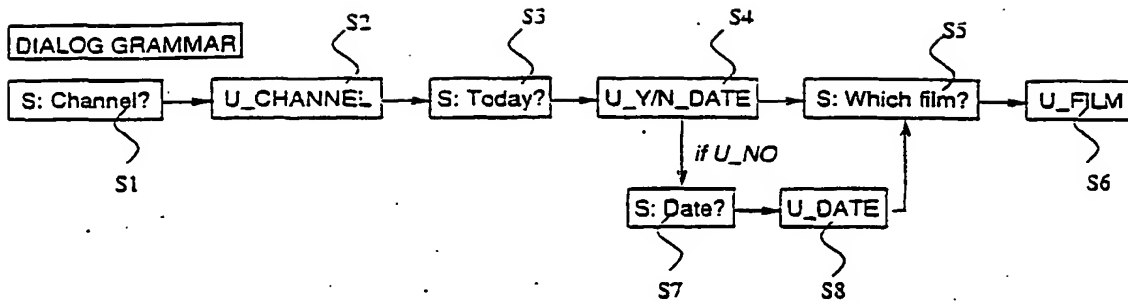 S2 S3 S4 S5
DIALOG GRAMMAR
S: Channel? U_CHANNEL S: Today? U_Y/N_DATE S: Which film? U_FILM
if U_NO
S1 S6
S: Date? U_DATE
S7 S8